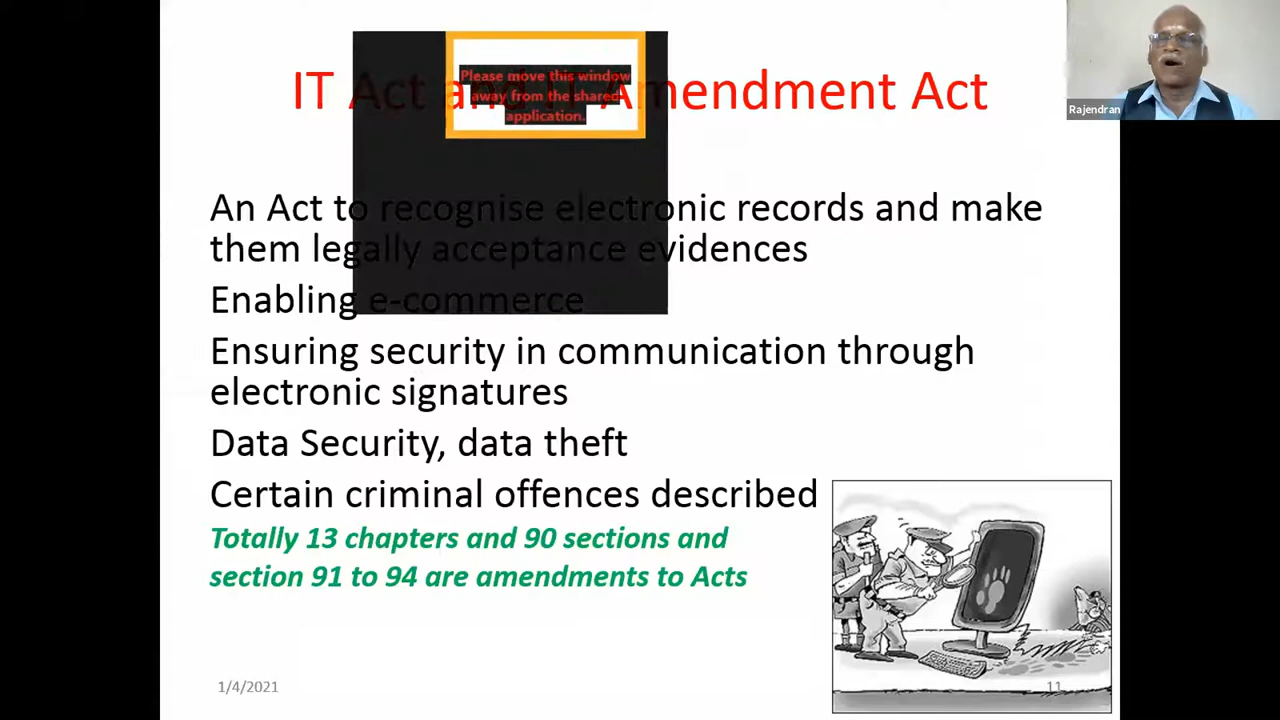 IT Act and IT Amendment Act
Please move this window
away from the shared
application.
Rajendran
An Act to recognise electronic records and make
them legally acceptance evidences
Enabling e-commerce
Ensuring security in communication through
electronic signatures
Data Security, data theft
Certain criminal offences described
Totally 13 chapters and 90 sections and
section 91 to 94 are amendments to Acts
1/4/2021
11